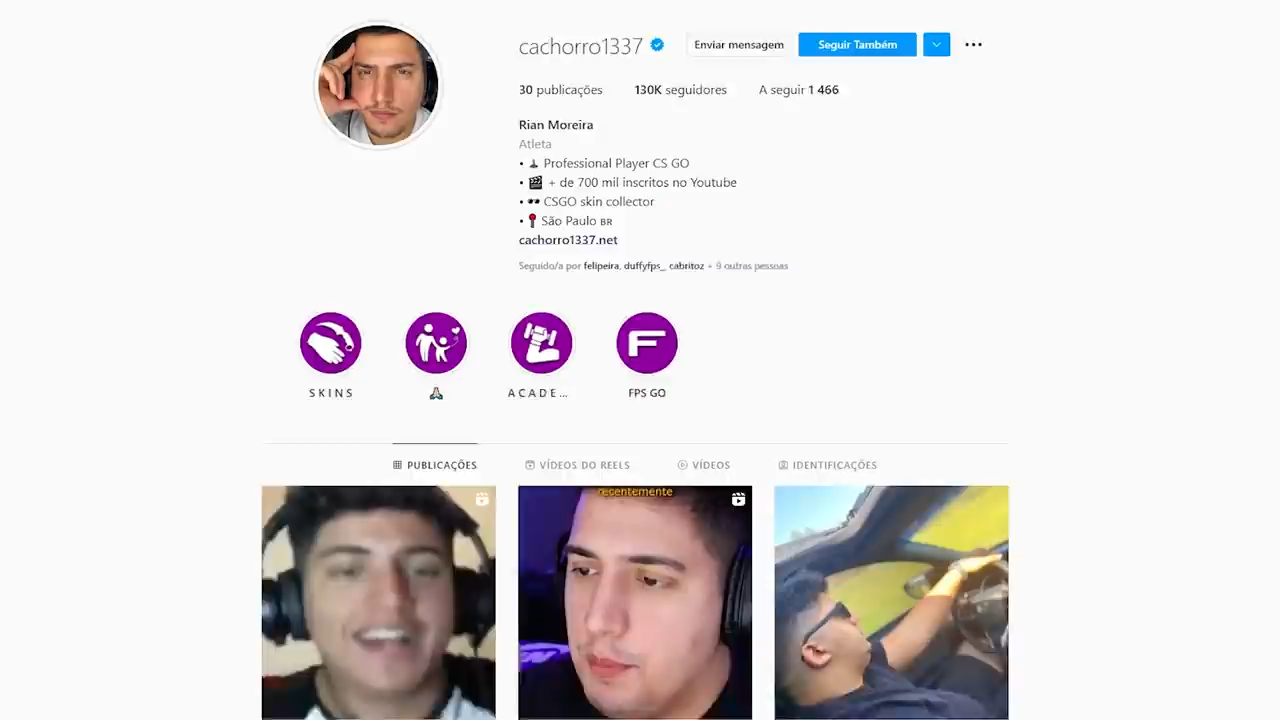 cachorro1337 Enviar mensagem Seguir Também
30 publicações 130K seguidores A seguir 1 466
Rian Moreira
Atleta
• Professional Player CS GO
• + de 700 mil inscritos no Youtube
• CSGO skin collector
• São Paulo BR
cachorro1337.net
Seguido/a por felipeira, duffyfps_, cabritoz + 9 outras pessoas
F
SKINS ACADE... FPS GO
PUBLICAÇÕES VÍDEOS DO REELS VÍDEOS IDENTIFICAÇÕES
recentemente